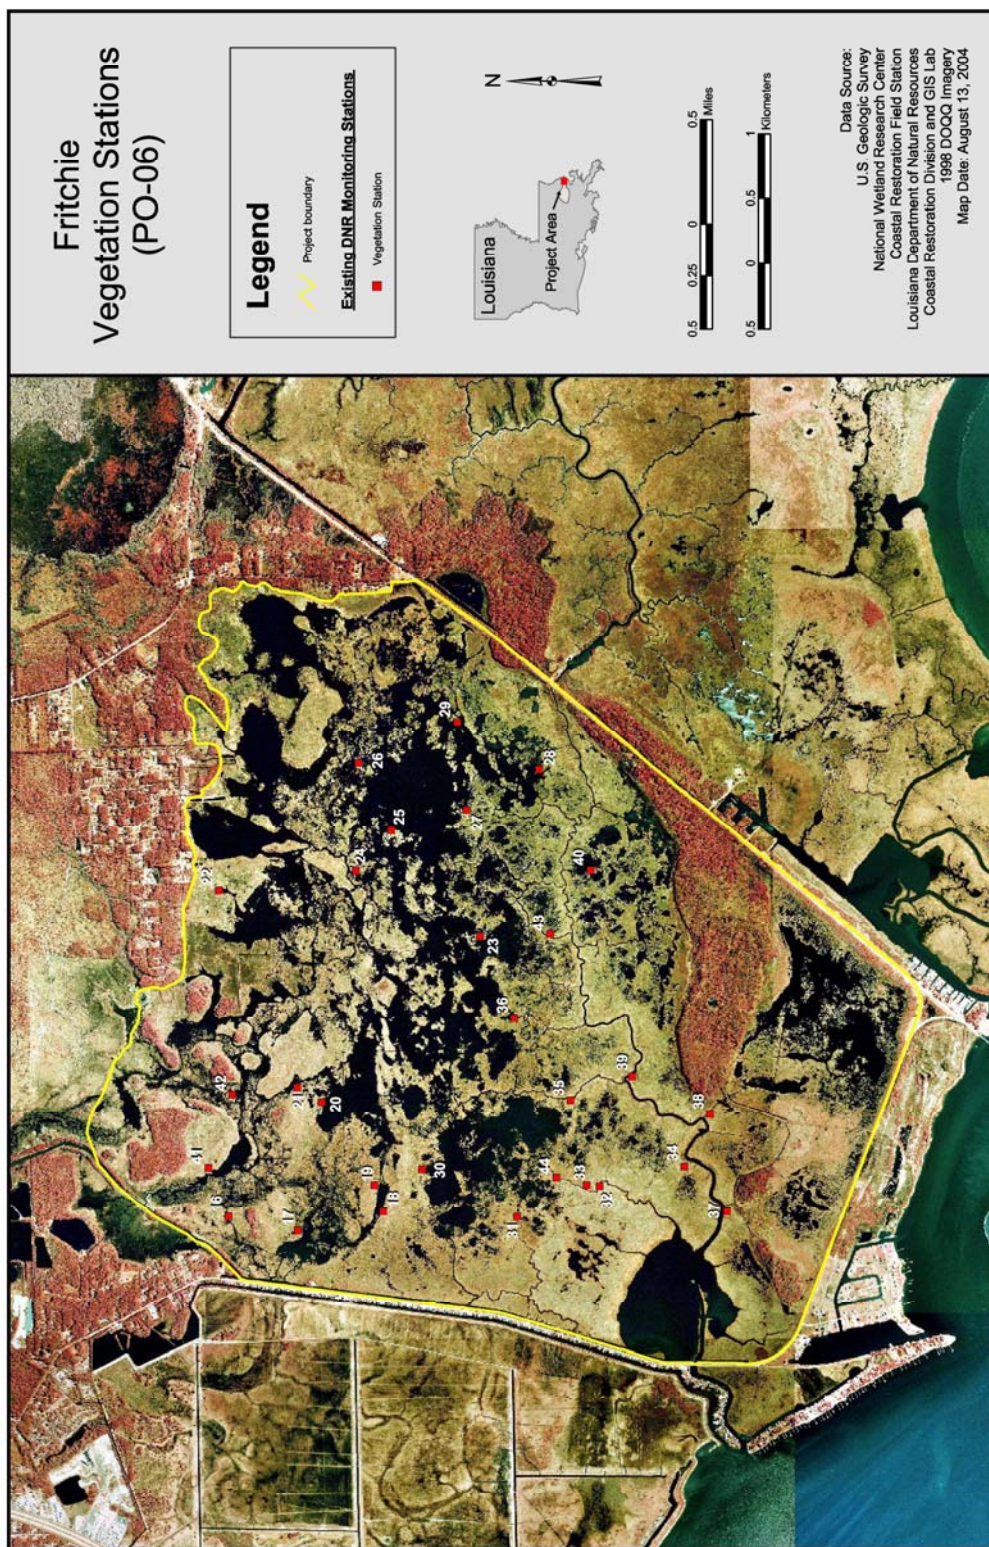 Fritchie
Vegetation Stations
(PO-06)
Legend
Project boundary
Existing DNR Monitoring Stations
Vegetation Station
N
Louisiana
Project Area
0.5 0.25 0 0.5
Miles
0.5 0 0.5 1
Kilometers
Data Source:
U.S. Geologic Survey
National Wetland Research Center
Coastal Restoration Field Station
Louisiana Department of Natural Resources
Coastal Restoration Division and GIS Lab
1998 DOQQ Imagery
Map Date: August 13, 2004
22
42
41
16
21
20
17
19
18
30
24
26
25
29
27
23
28
43
40
36
35
39
44
33
32
31
34
38
37